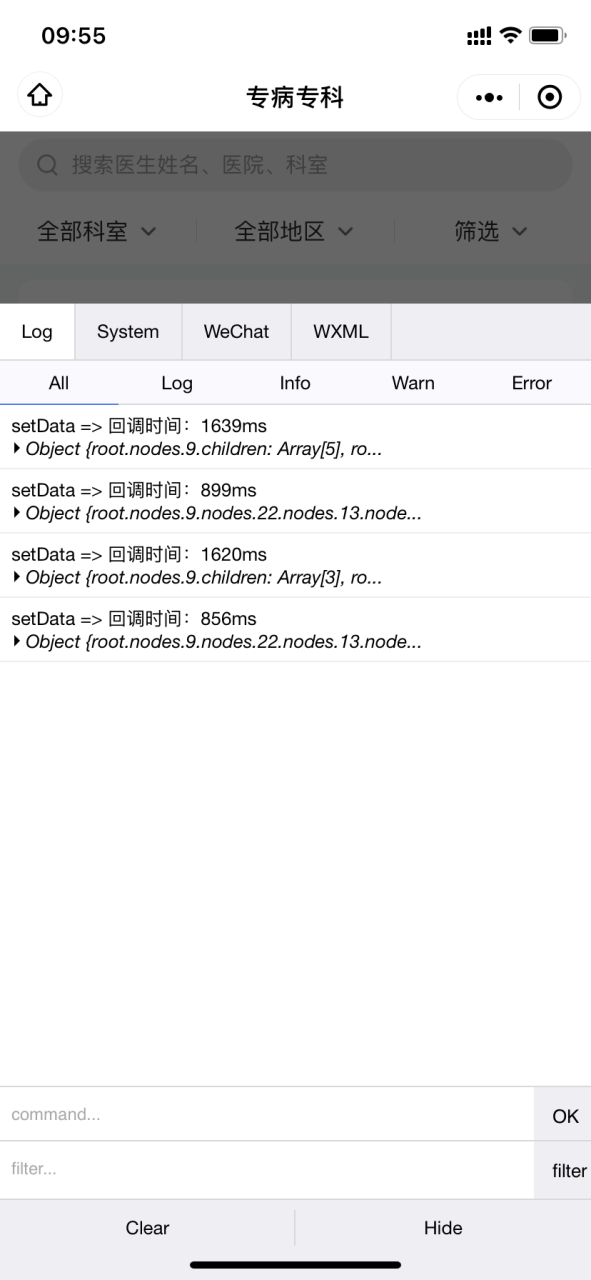 09:55
专病专科
搜索医生姓名、医院、科室
全部科室 全部地区 筛选
Log System WeChat WXML
All Log Info Warn Error
setData => 回调时间：1639ms
Object {root.nodes.9.children: Array[5], ro...
setData => 回调时间：899ms
Object {root.nodes.9.nodes.22.nodes.13.node...
setData => 回调时间：1620ms
Object {root.nodes.9.children: Array[3], ro...
setData => 回调时间：856ms
Object {root.nodes.9.nodes.22.nodes.13.node...
command... OK
filter... filter
Clear Hide